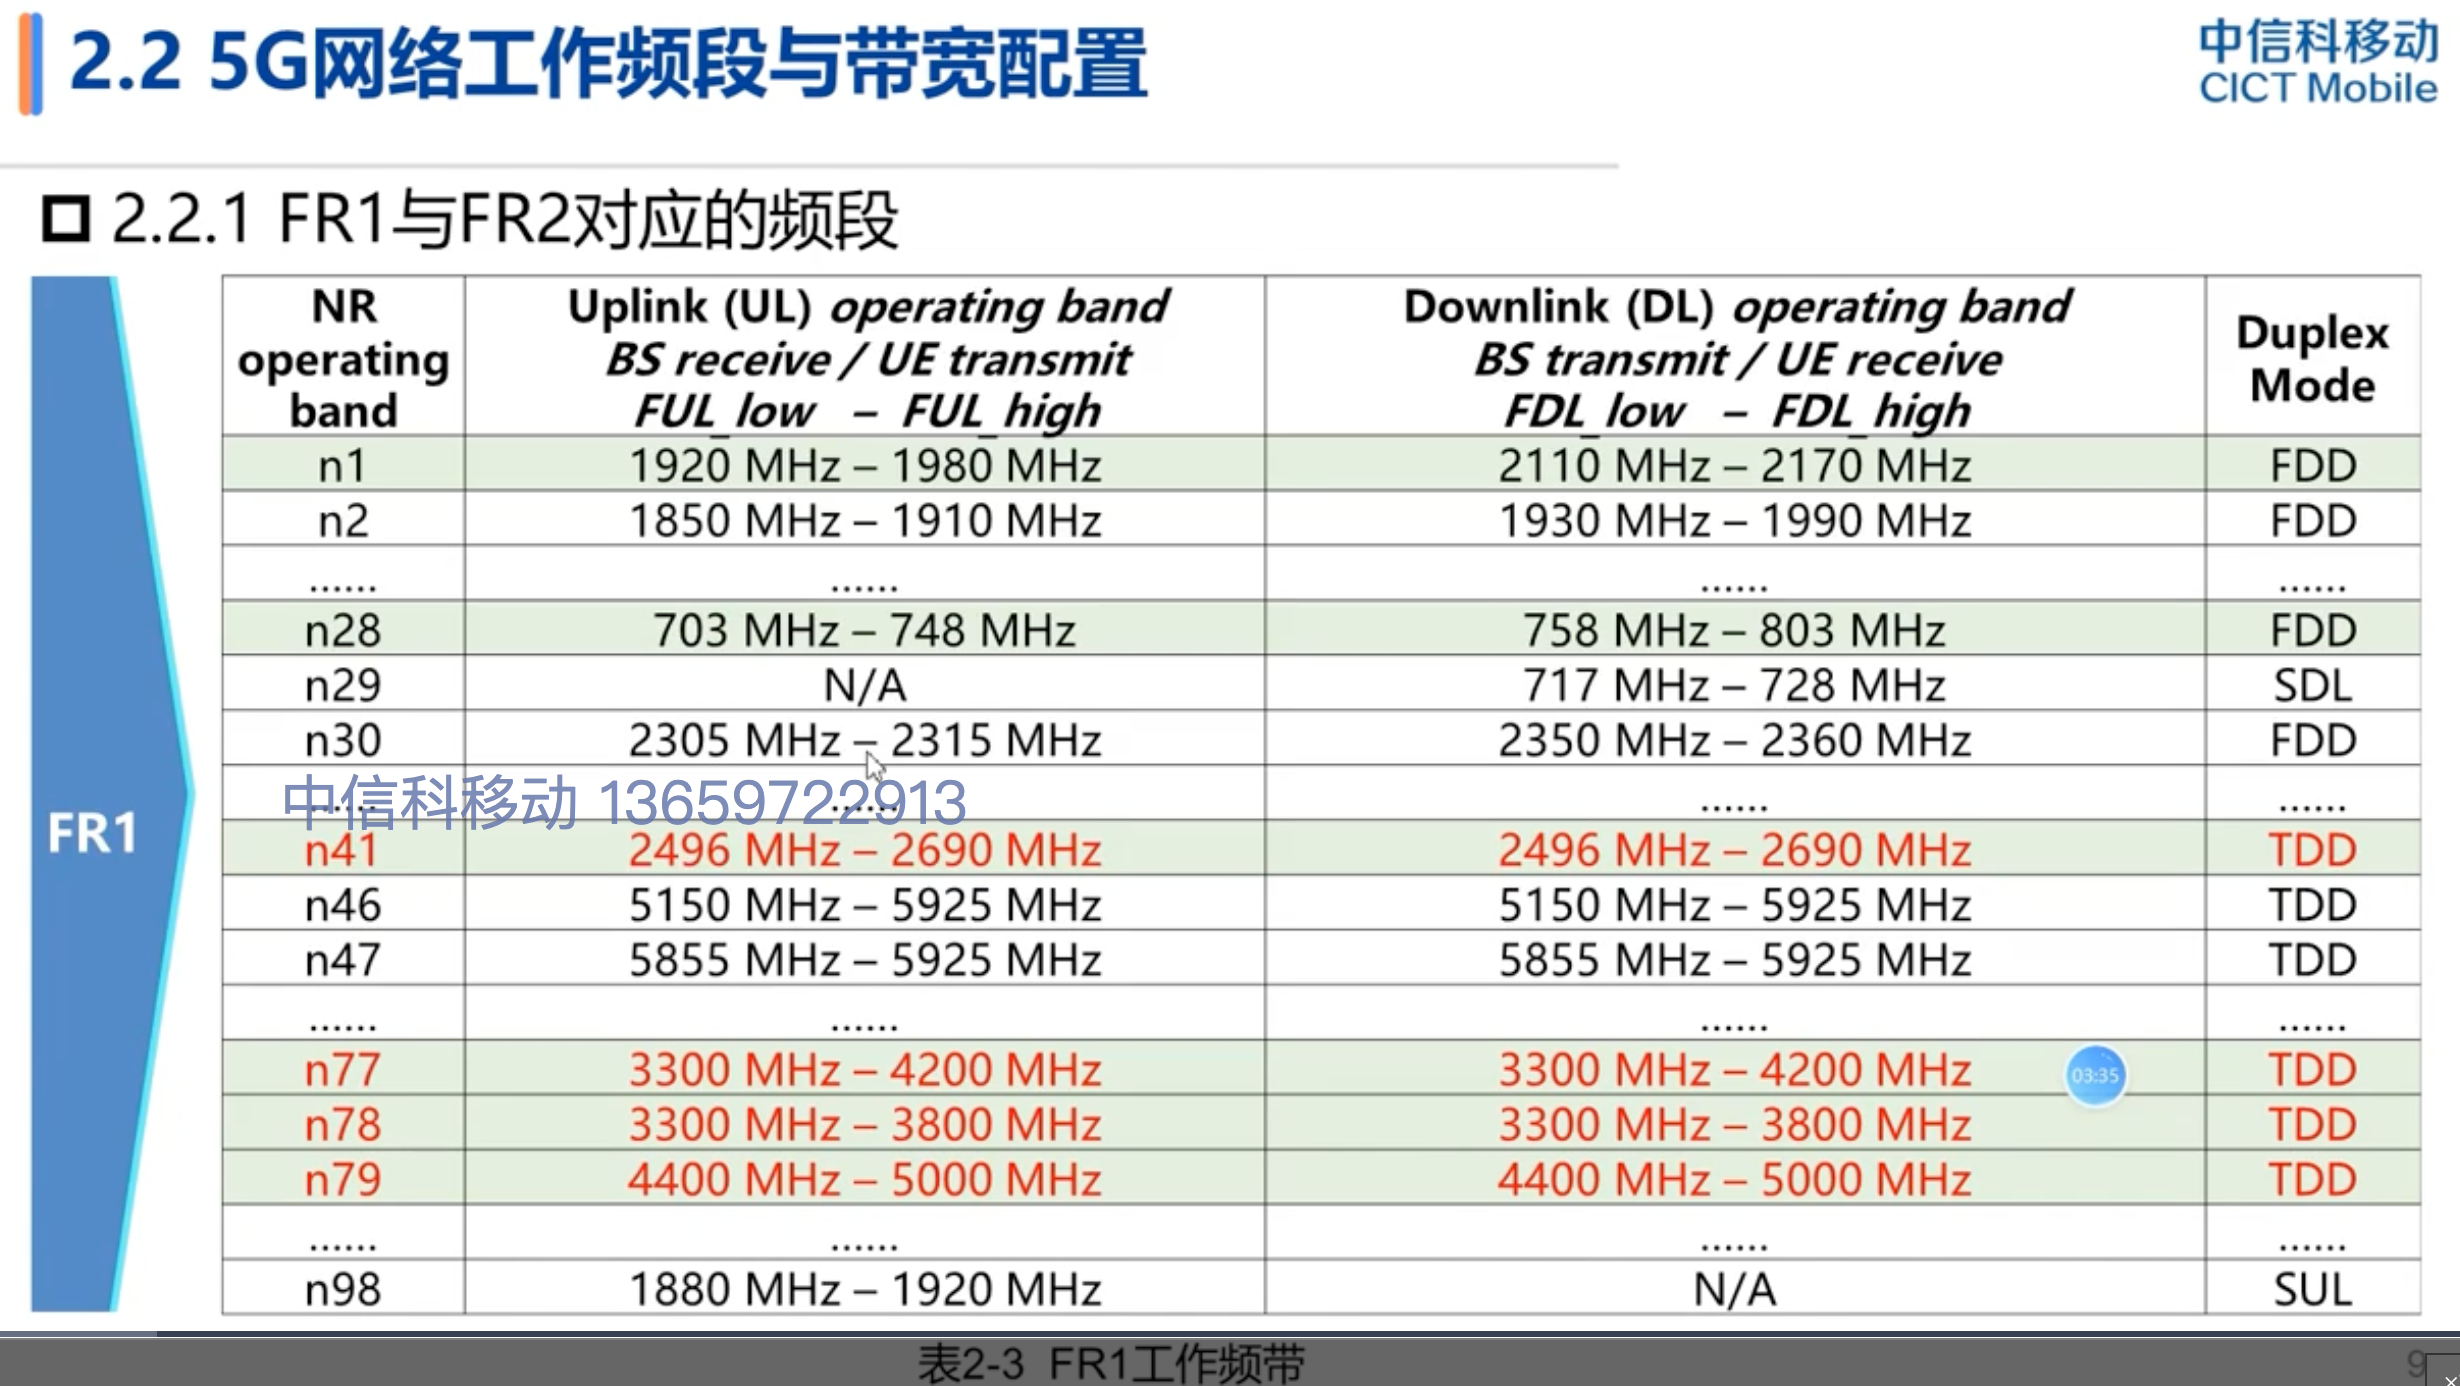 2.2 5G网络工作频段与带宽配置
中信科移动
CICT Mobile
2.2.1 FR1与FR2对应的频段
FR1
NR operating band
Uplink (UL) operating band
BS receive / UE transmit
FUL_low – FUL_high
Downlink (DL) operating band
BS transmit / UE receive
FDL_low – FDL_high
Duplex Mode
n1 1920 MHz – 1980 MHz 2110 MHz – 2170 MHz FDD
n2 1850 MHz – 1910 MHz 1930 MHz – 1990 MHz FDD
...... ...... ...... ......
n28 703 MHz – 748 MHz 758 MHz – 803 MHz FDD
n29 N/A 717 MHz – 728 MHz SDL
n30 2305 MHz – 2315 MHz 2350 MHz – 2360 MHz FDD
...... ...... ...... ......
中信科移动 13659722913
n41 2496 MHz – 2690 MHz 2496 MHz – 2690 MHz TDD
n46 5150 MHz – 5925 MHz 5150 MHz – 5925 MHz TDD
n47 5855 MHz – 5925 MHz 5855 MHz – 5925 MHz TDD
...... ...... ...... ......
n77 3300 MHz – 4200 MHz 3300 MHz – 4200 MHz TDD
03:35
n78 3300 MHz – 3800 MHz 3300 MHz – 3800 MHz TDD
n79 4400 MHz – 5000 MHz 4400 MHz – 5000 MHz TDD
...... ...... ...... ......
n98 1880 MHz – 1920 MHz N/A SUL
表2-3 FR1工作频带
9